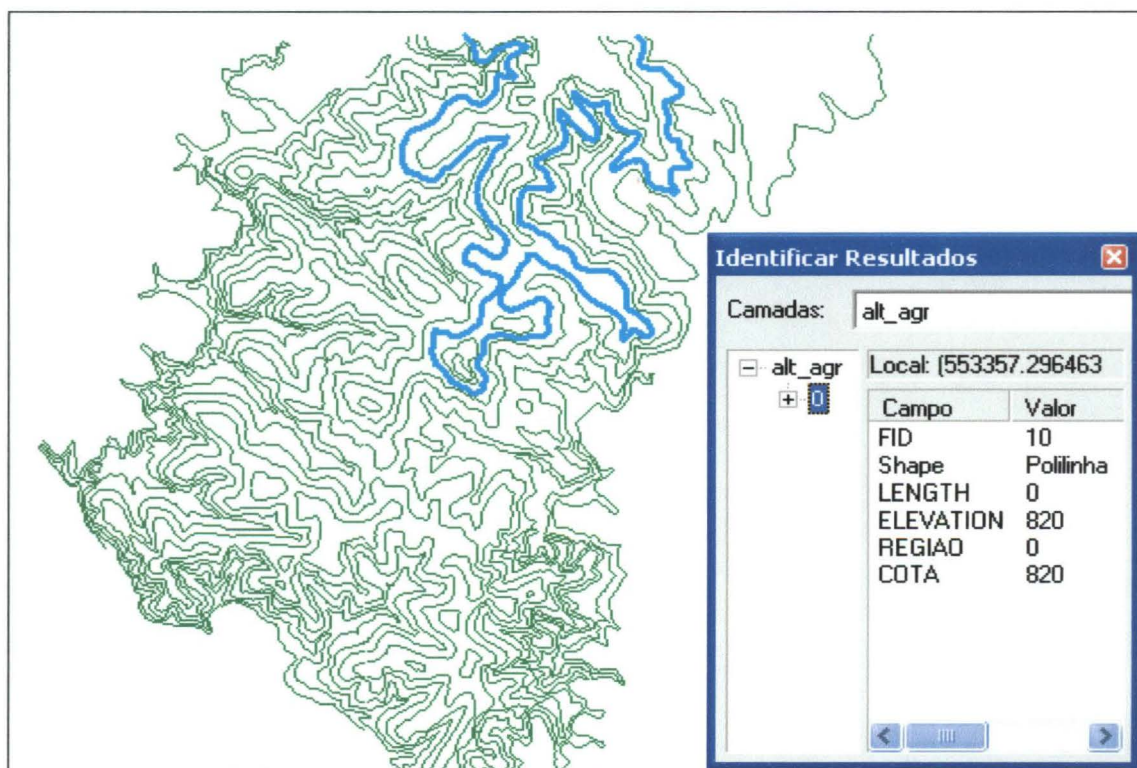 Identificar Resultados
Camadas: alt_agr
alt_agr
0
Local: (553357.296463
Campo Valor
FID 10
Shape Polilinha
LENGTH 0
ELEVATION 820
REGIAO 0
COTA 820